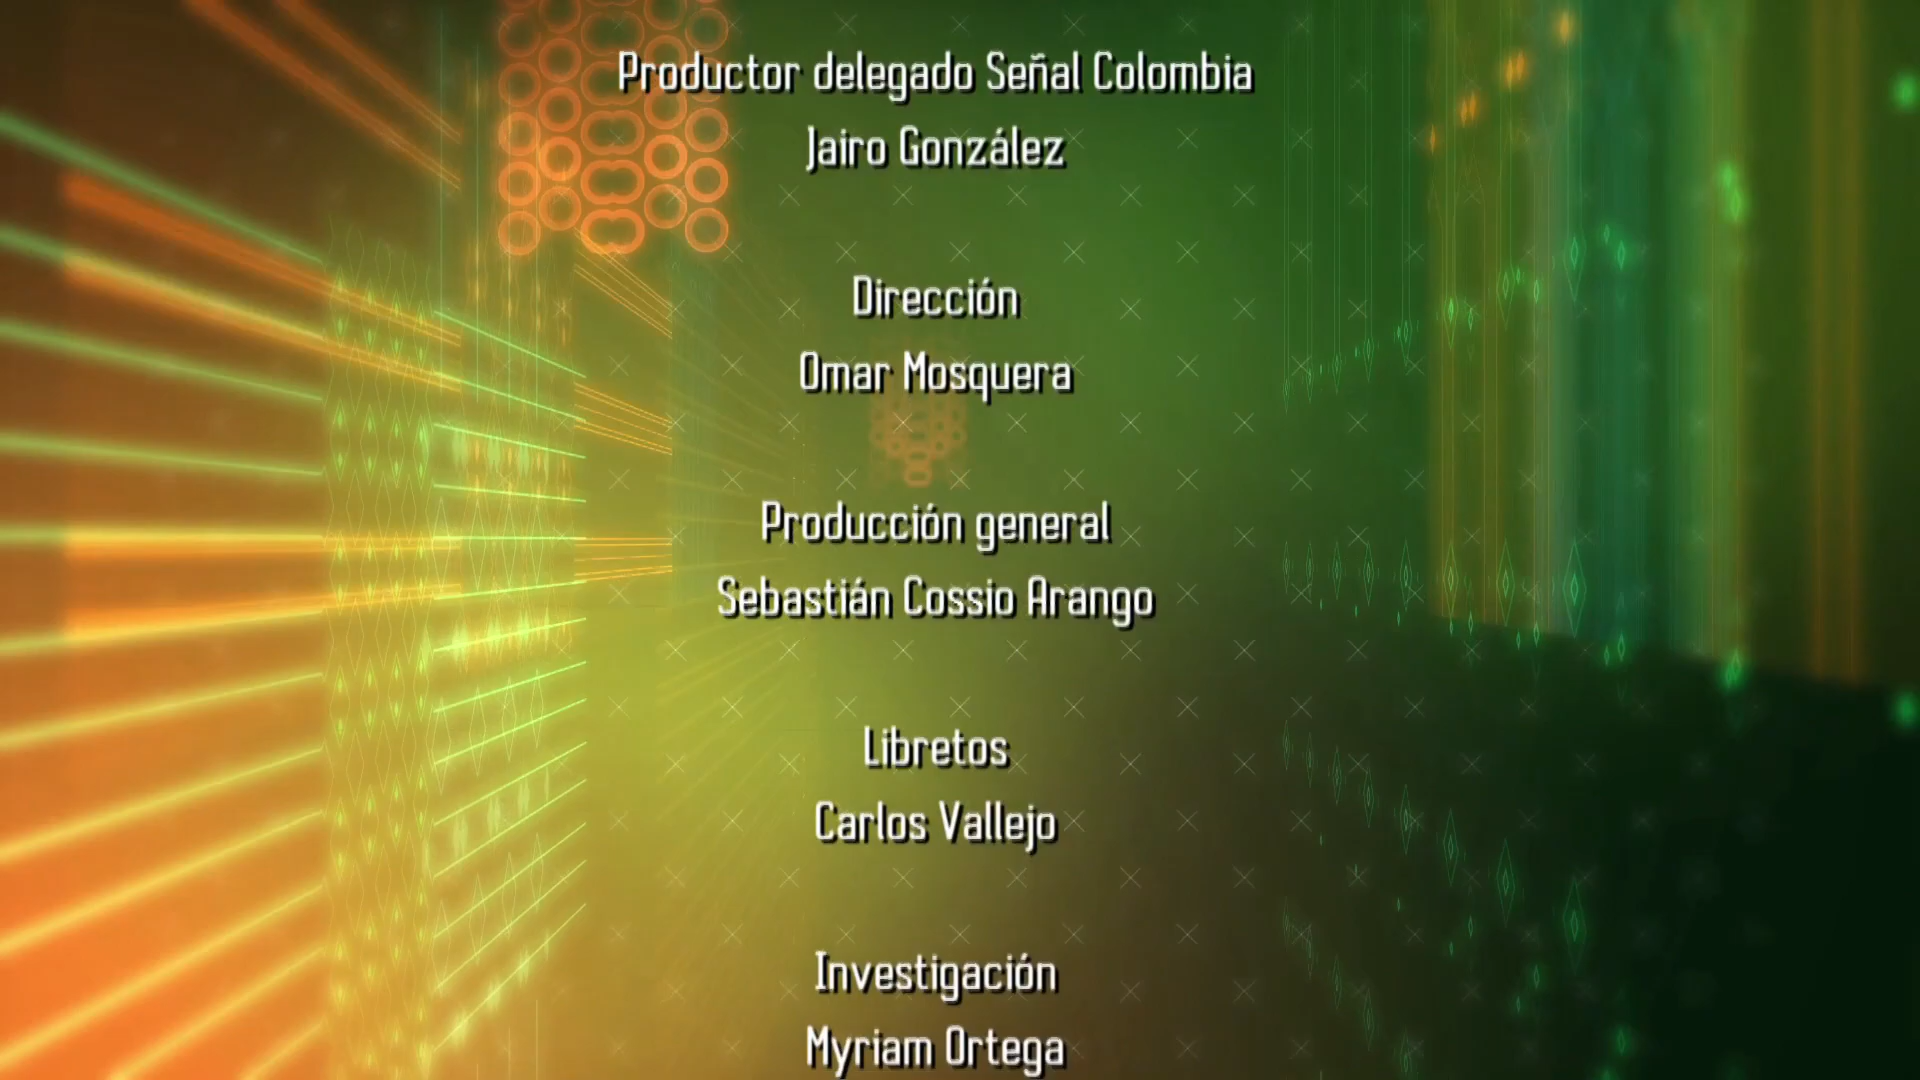 Productor delegado Señal Colombia
Jairo González
Dirección
Omar Mosquera
Producción general
Sebastián Cossio Arango
Libretos
Carlos Vallejo
Investigación
Myriam Ortega